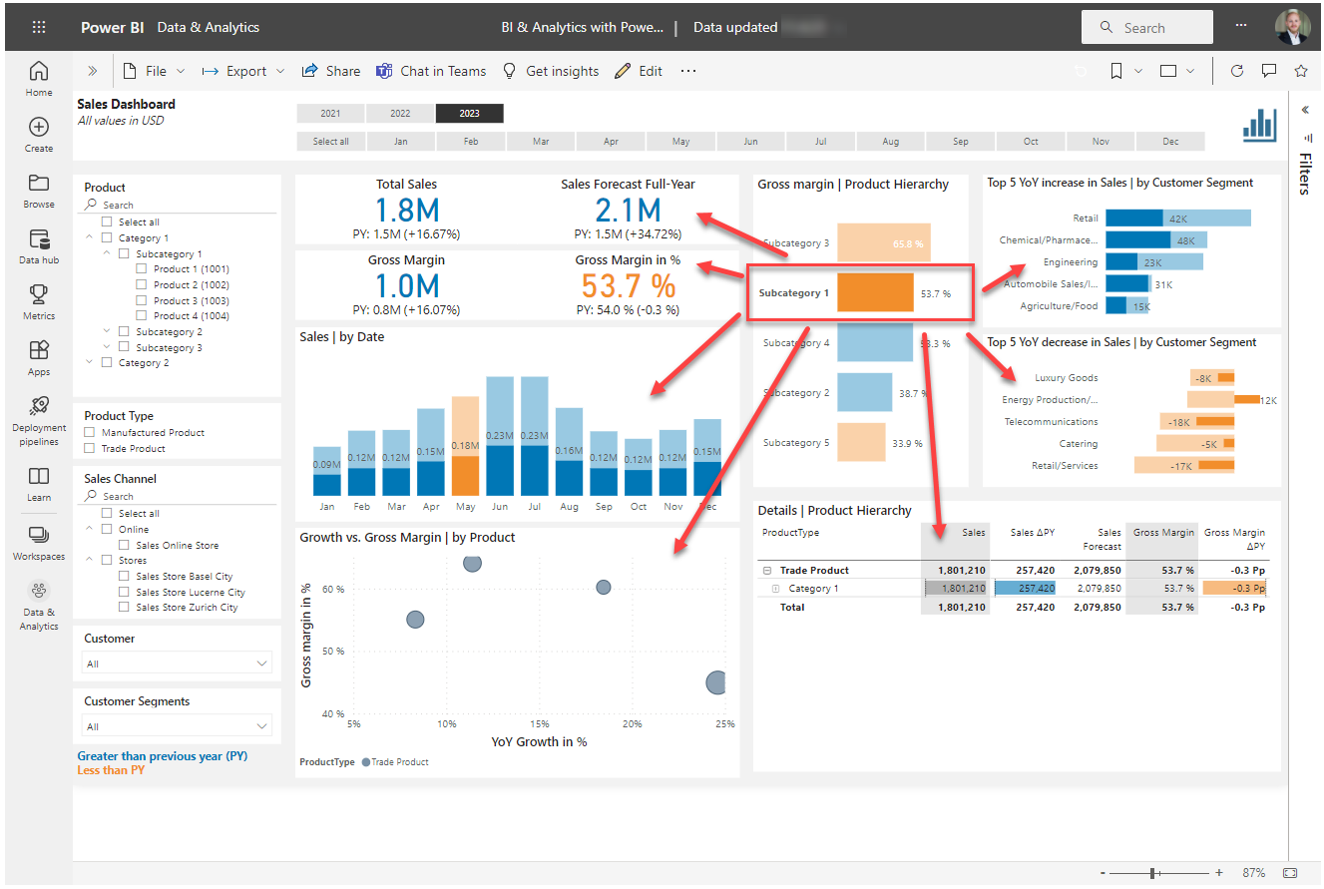 Power BI Data & Analytics
BI & Analytics with Powe... | Data updated
Search
File
Export
Share
Chat in Teams
Get insights
Edit
Home
Create
Browse
Data hub
Metrics
Apps
Deployment
pipelines
Learn
Workspaces
Data &
Analytics
Sales Dashboard
All values in USD
2021 2022 2023
Select all Jan Feb Mar Apr May Jun Jul Aug Sep Oct Nov Dec
Filters
Product
Search
Select all
Category 1
Subcategory 1
Product 1 (1001)
Product 2 (1002)
Product 3 (1003)
Product 4 (1004)
Subcategory 2
Subcategory 3
Category 2
Product Type
Manufactured Product
Trade Product
Sales Channel
Search
Select all
Online
Sales Online Store
Stores
Sales Store Basel City
Sales Store Lucerne City
Sales Store Zurich City
Customer
All
Customer Segments
All
Greater than previous year (PY)
Less than PY
Total Sales
1.8M
PY: 1.5M (+16.67%)
Sales Forecast Full-Year
2.1M
PY: 1.5M (+34.72%)
Gross Margin
1.0M
PY: 0.8M (+16.07%)
Gross Margin in %
53.7 %
PY: 54.0 % (-0.3 %)
Sales | by Date
0.09M 0.12M 0.12M 0.15M 0.18M 0.23M 0.23M 0.16M 0.12M 0.12M 0.12M 0.15M
Jan Feb Mar Apr May Jun Jul Aug Sep Oct Nov Dec
Growth vs. Gross Margin | by Product
Gross margin in %
60 %
50 %
40 %
5% 10% 15% 20% 25%
YoY Growth in %
ProductType Trade Product
Gross margin | Product Hierarchy
Subcategory 3 65.8 %
Subcategory 1 53.7 %
Subcategory 4
Subcategory 2 38.7 %
Subcategory 5 33.9 %
Top 5 YoY increase in Sales | by Customer Segment
Retail 42K
Chemical/Pharmace... 48K
Engineering 23K
Automobile Sales/I... 31K
Agriculture/Food 15K
Top 5 YoY decrease in Sales | by Customer Segment
Luxury Goods -8K
Energy Production/... 12K
Telecommunications -18K
Catering -5K
Retail/Services -17K
Details | Product Hierarchy
ProductType Sales Sales ΔPY Sales Gross Margin Gross Margin
Forecast ΔPY
Trade Product 1,801,210 257,420 2,079,850 53.7 % -0.3 Pp
Category 1 1,801,210 257,420 2,079,850 53.7 % -0.3 Pp
Total 1,801,210 257,420 2,079,850 53.7 % -0.3 Pp
- + 87%